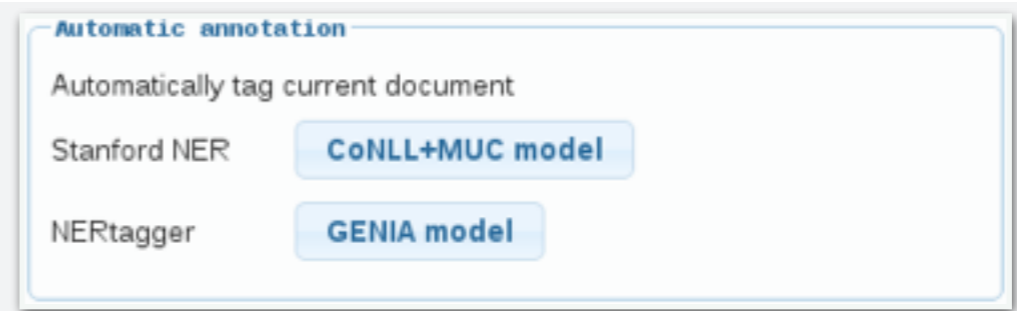 Automatic annotation
Automatically tag current document
Stanford NER CoNLL+MUC model
NERtagger GENIA model